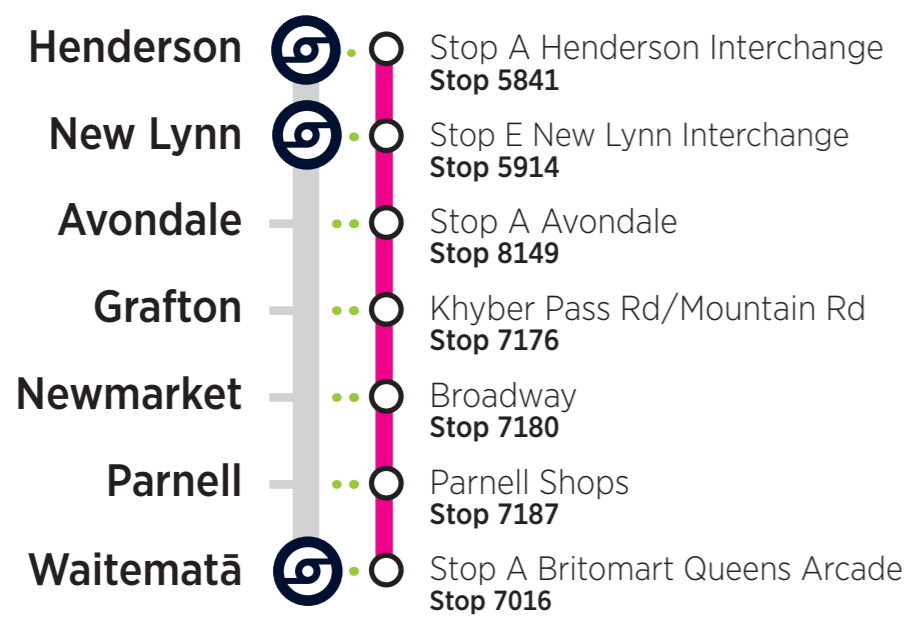 Henderson
Stop A Henderson Interchange
Stop 5841
New Lynn
Stop E New Lynn Interchange
Stop 5914
Avondale
Stop A Avondale
Stop 8149
Grafton
Khyber Pass Rd/Mountain Rd
Stop 7176
Newmarket
Broadway
Stop 7180
Parnell
Parnell Shops
Stop 7187
Waitematā
Stop A Britomart Queens Arcade
Stop 7016